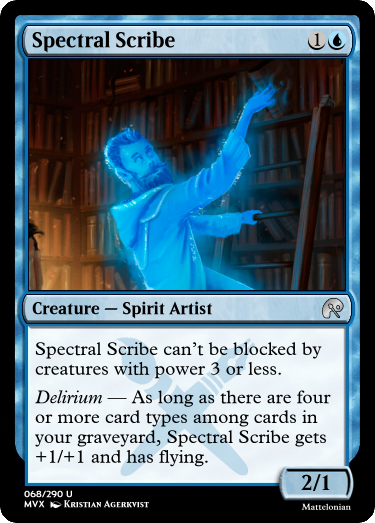 Spectral Scribe 1
Creature — Spirit Artist
Spectral Scribe can't be blocked by
creatures with power 3 or less.
Delirium — As long as there are four
or more card types among cards in
your graveyard, Spectral Scribe gets
+1/+1 and has flying.
2/1
068/290 U
MVX Kristian Agerkvist
Mattelonian